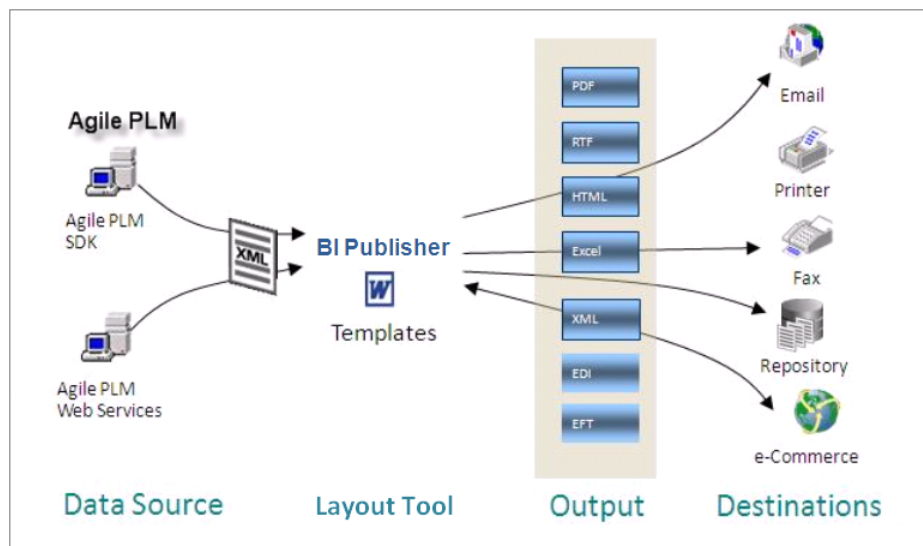 Agile PLM
Agile PLM
SDK
XML
Agile PLM
Web Services
BI Publisher
W
Templates
PDF
RTF
HTML
Excel
XML
EDI
EFT
Email
Printer
Fax
Repository
e-Commerce
Data Source
Layout Tool
Output
Destinations